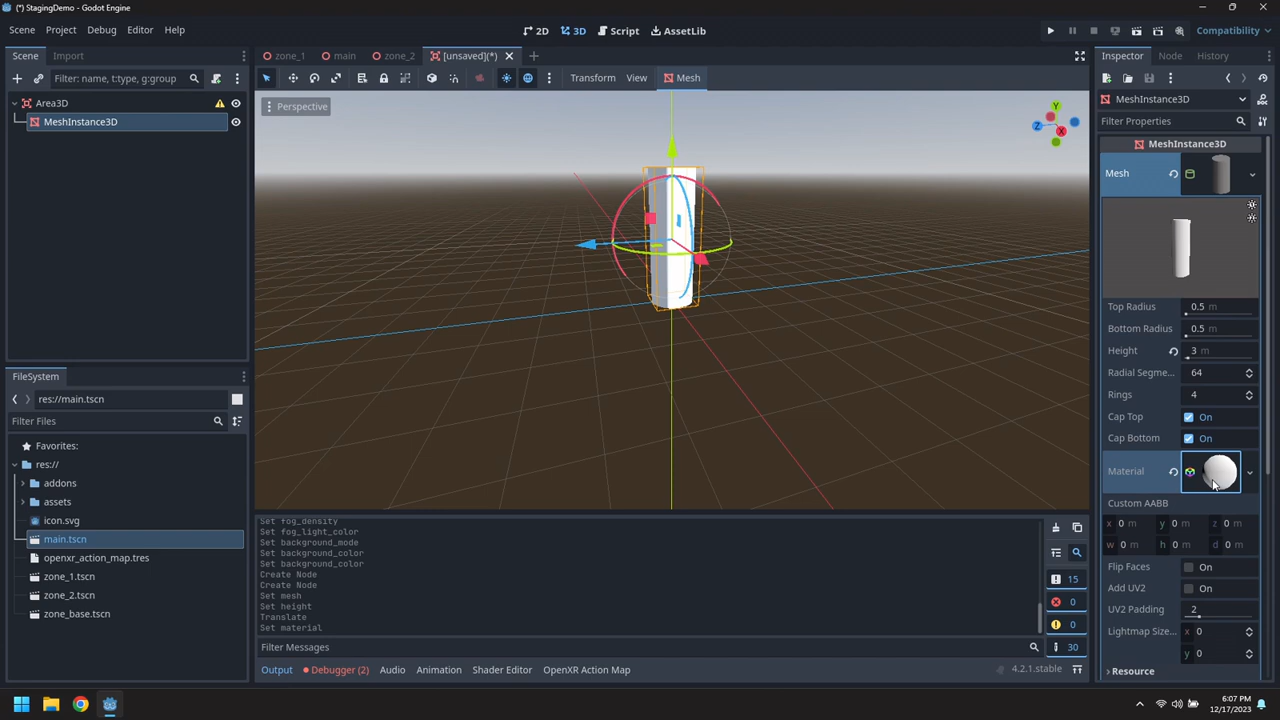 (*) StagingDemo - Godot Engine
Scene Project Debug Editor Help
2D 3D Script AssetLib
Compatibility
Scene Import
zone_1 main zone_2 [unsaved](*)
Inspector Node History
Filter: name, t:type, g:group
Transform View Mesh
Area3D
MeshInstance3D
Perspective
Y
Z
X
MeshInstance3D
Filter Properties
MeshInstance3D
Mesh
Top Radius 0.5 m
Bottom Radius 0.5 m
Height 3 m
Radial Segme... 64
Rings 4
Cap Top On
Cap Bottom On
Material
Custom AABB
x 0 m y 0 m z 0 m
w 0 m h 0 m d 0 m
Flip Faces On
Add UV2 On
UV2 Padding 2
Lightmap Size... x 0
y 0
Resource
FileSystem
res://main.tscn
Filter Files
Favorites:
res://
addons
assets
icon.svg
main.tscn
openxr_action_map.tres
zone_1.tscn
zone_2.tscn
zone_base.tscn
Set fog_density
Set fog_light_color
Set background_mode
Set background_color
Set background_color
Create Node
Create Node
Set mesh
Set height
Translate
Set material
15
0
0
30
Filter Messages
Output Debugger (2) Audio Animation Shader Editor OpenXR Action Map
4.2.1.stable
6:07 PM
12/17/2023